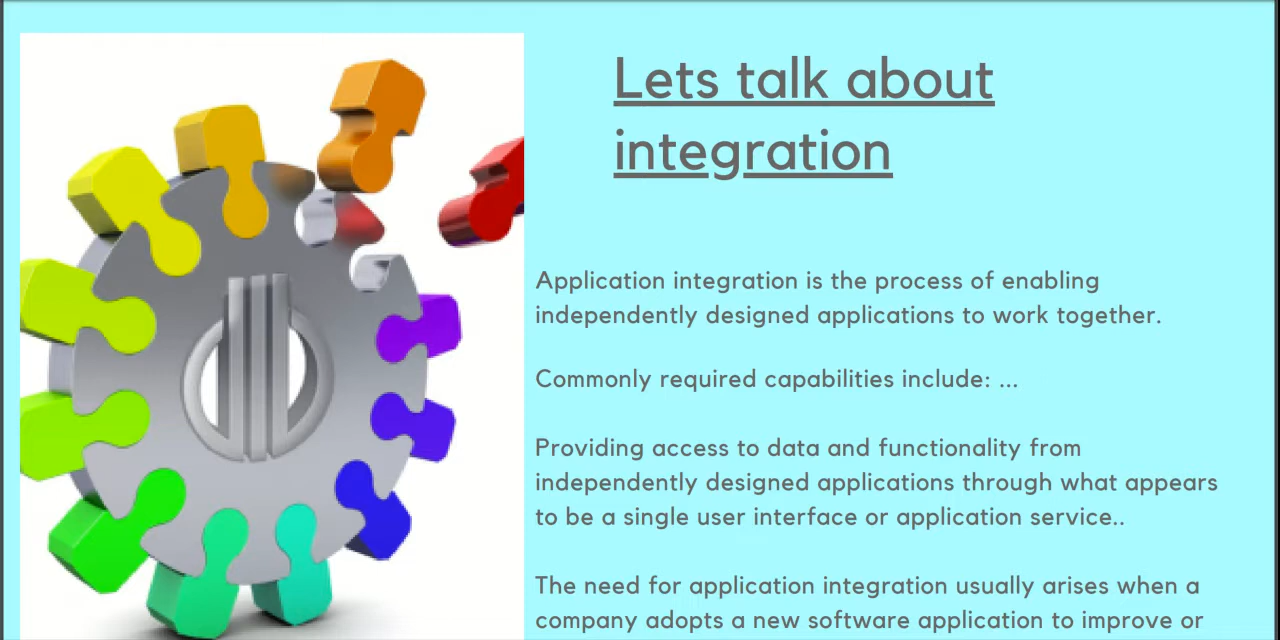 Lets talk about
integration
Application integration is the process of enabling
independently designed applications to work together.
Commonly required capabilities include: ...
Providing access to data and functionality from
independently designed applications through what appears
to be a single user interface or application service..
The need for application integration usually arises when a
company adopts a new software application to improve or